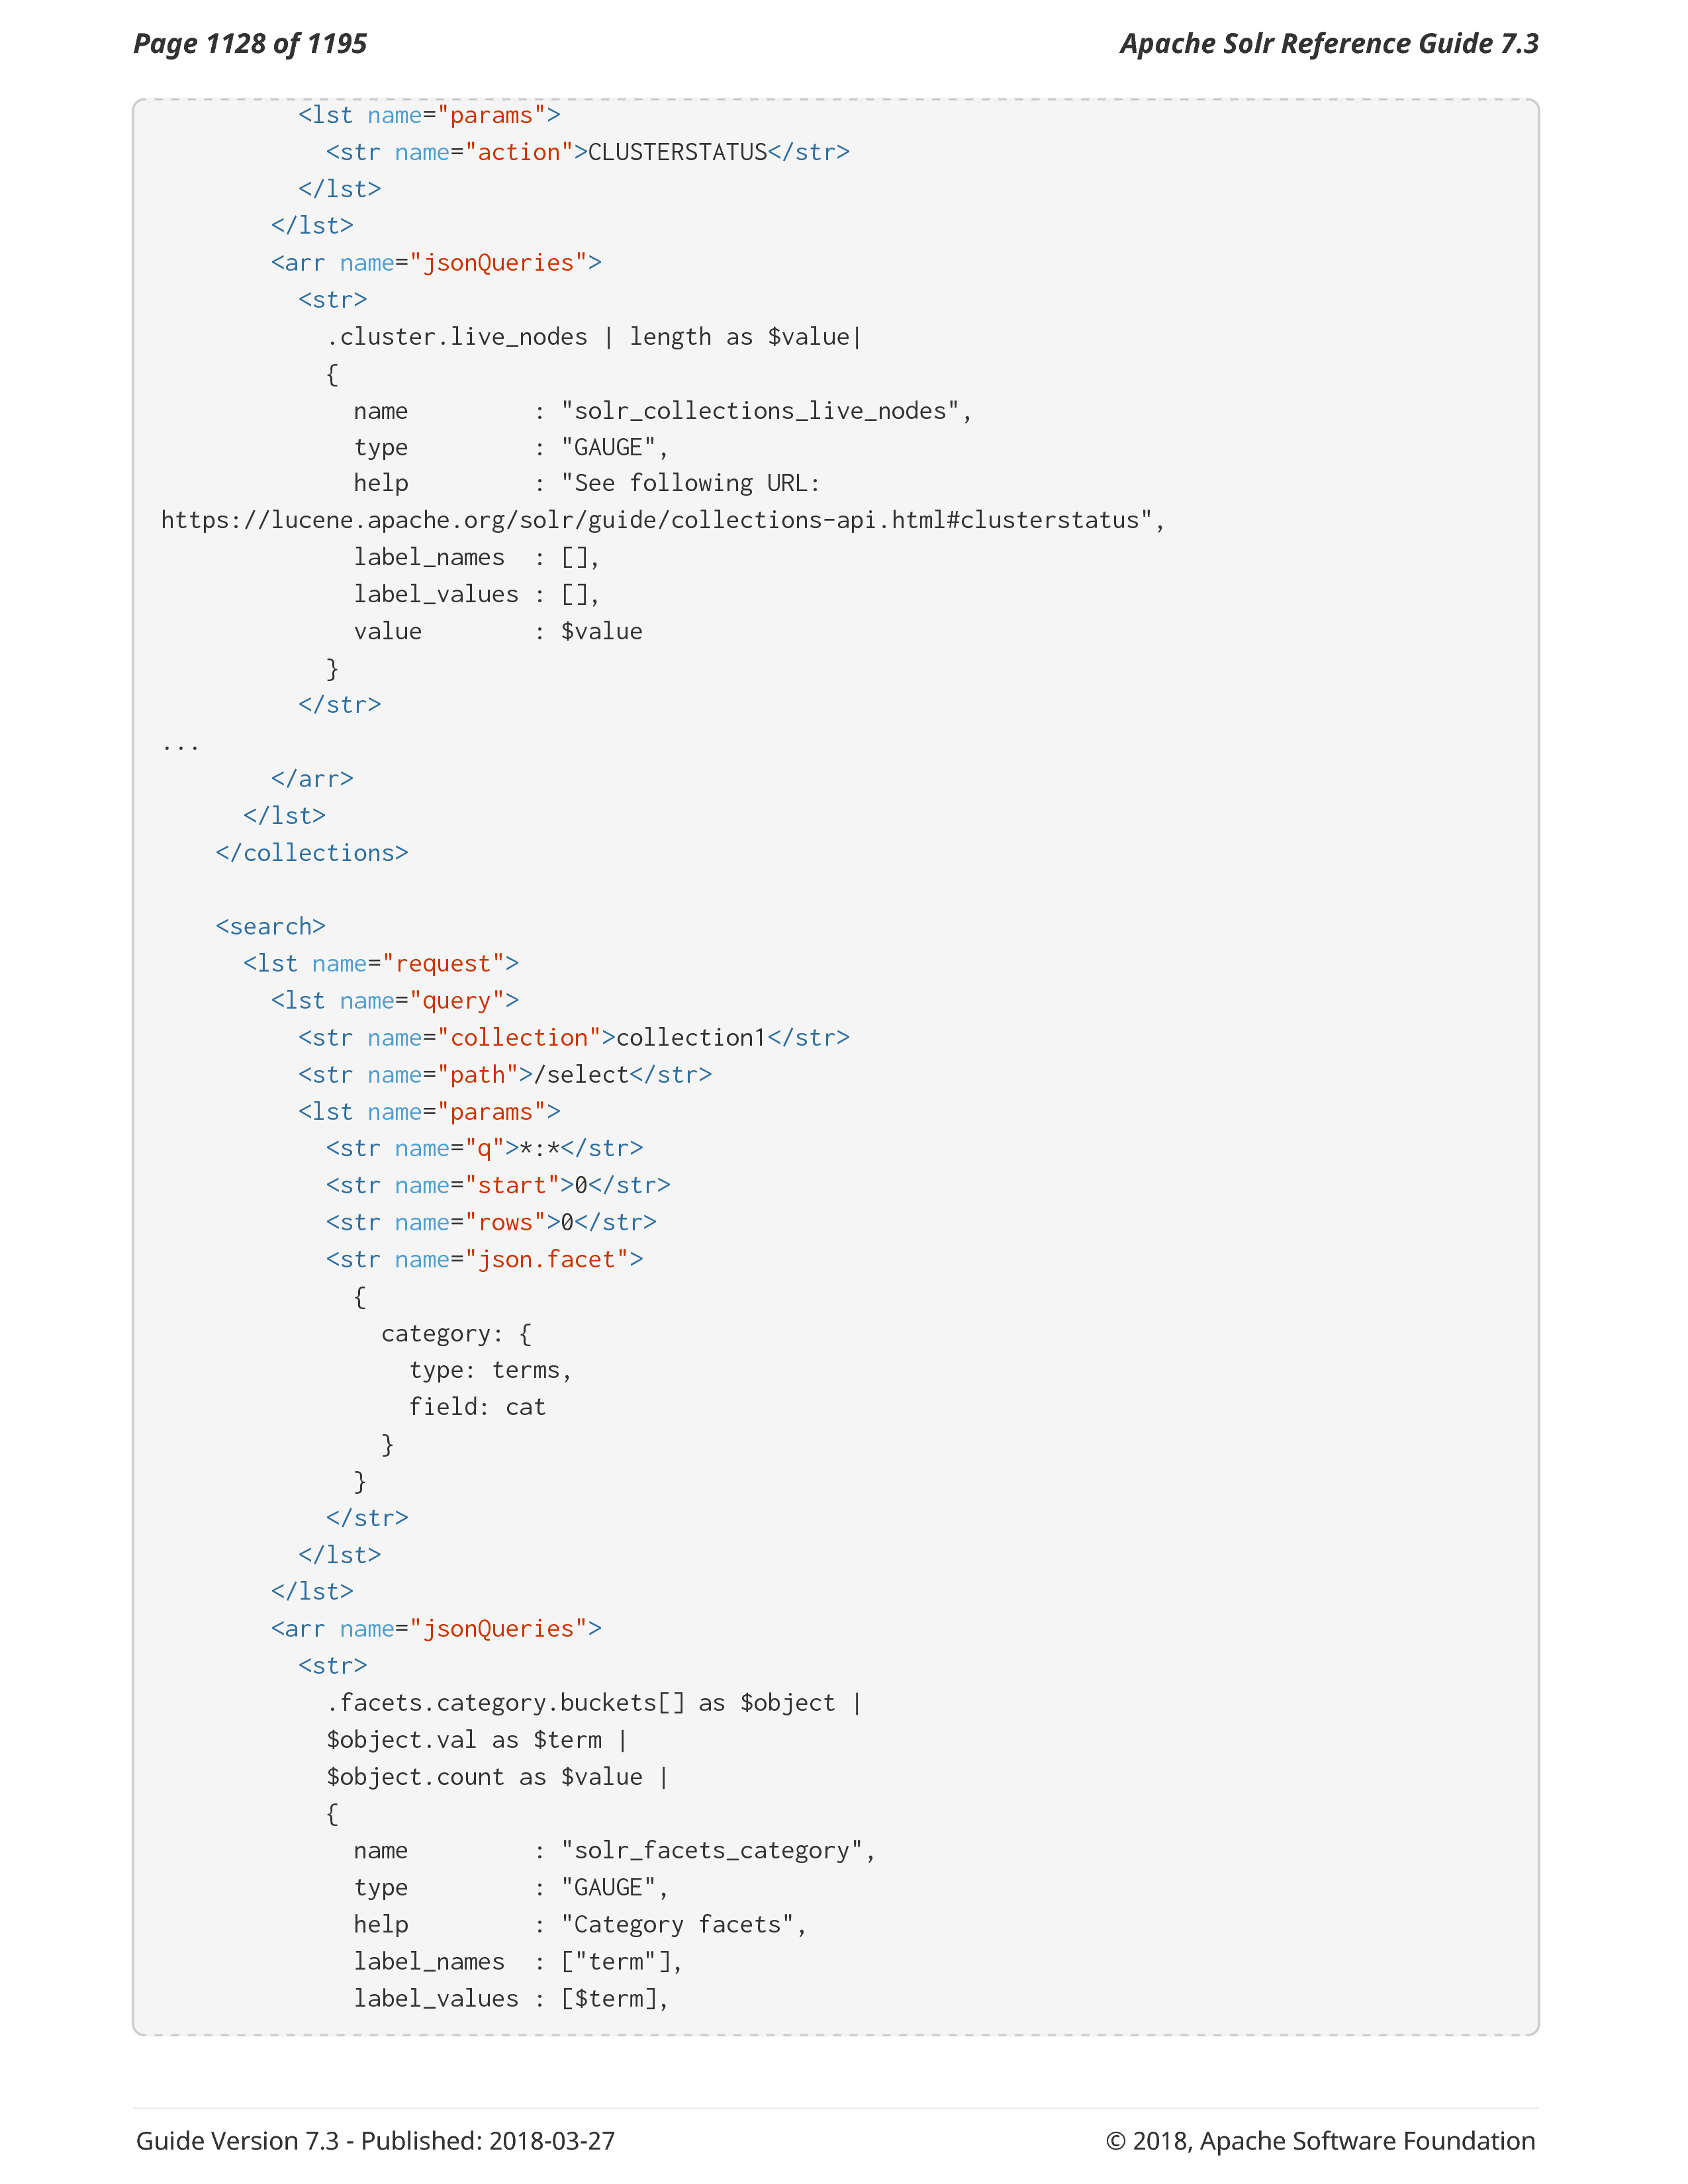 Page 1128 of 1195
Apache Solr Reference Guide 7.3
          <lst name="params">
            <str name="action">CLUSTERSTATUS</str>
          </lst>
        </lst>
        <arr name="jsonQueries">
          <str>
            .cluster.live_nodes | length as $value|
            {
              name         : "solr_collections_live_nodes",
              type         : "GAUGE",
              help         : "See following URL:
https://lucene.apache.org/solr/guide/collections-api.html#clusterstatus",
              label_names  : [],
              label_values : [],
              value        : $value
            }
          </str>
...
        </arr>
      </lst>
    </collections>

    <search>
      <lst name="request">
        <lst name="query">
          <str name="collection">collection1</str>
          <str name="path">/select</str>
          <lst name="params">
            <str name="q">*:*</str>
            <str name="start">0</str>
            <str name="rows">0</str>
            <str name="json.facet">
              {
                category: {
                  type: terms,
                  field: cat
                }
              }
            </str>
          </lst>
        </lst>
        <arr name="jsonQueries">
          <str>
            .facets.category.buckets[] as $object |
            $object.val as $term |
            $object.count as $value |
            {
              name         : "solr_facets_category",
              type         : "GAUGE",
              help         : "Category facets",
              label_names  : ["term"],
              label_values : [$term],
Guide Version 7.3 - Published: 2018-03-27
© 2018, Apache Software Foundation